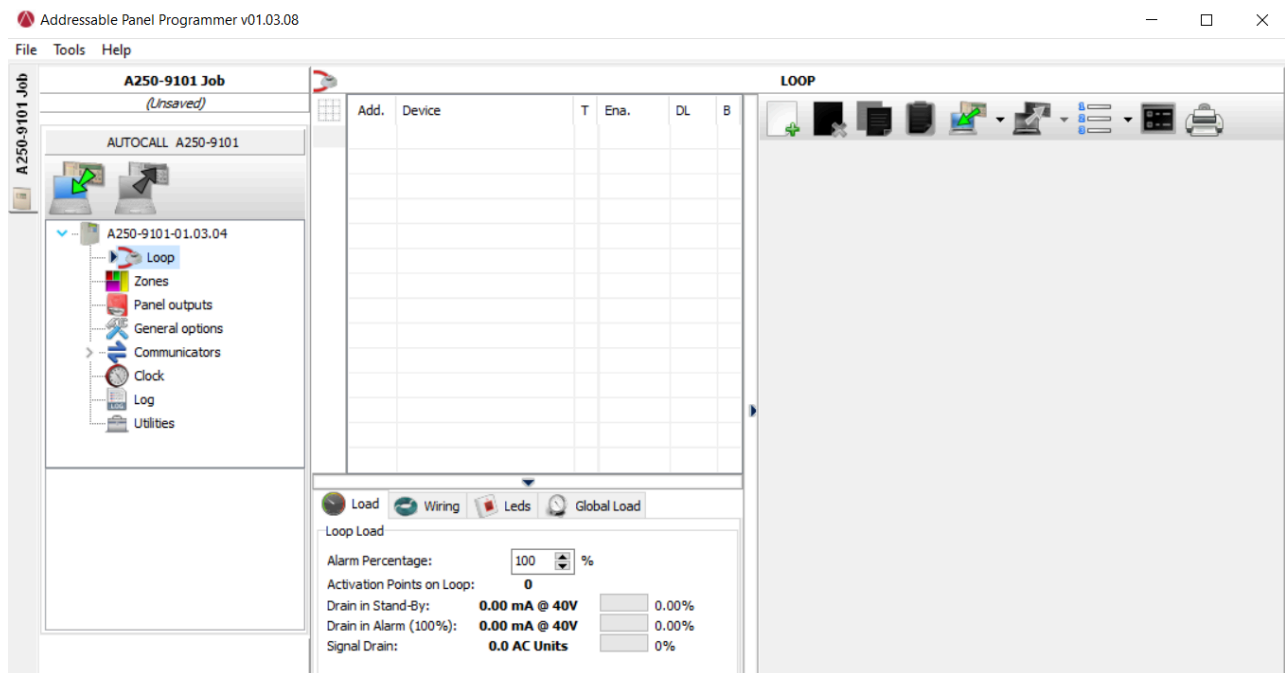 Addressable Panel Programmer v01.03.08
File Tools Help
A250-9101 Job
A250-9101 Job
(Unsaved)
AUTOCALL A250-9101
A250-9101-01.03.04
Loop
Zones
Panel outputs
General options
Communicators
Clock
Log
Utilities
LOOP
Add. Device T Ena. DL B
Load Wiring Leds Global Load
Loop Load
Alarm Percentage: 100 %
Activation Points on Loop: 0
Drain in Stand-By: 0.00 mA @ 40V 0.00%
Drain in Alarm (100%): 0.00 mA @ 40V 0.00%
Signal Drain: 0.0 AC Units 0%